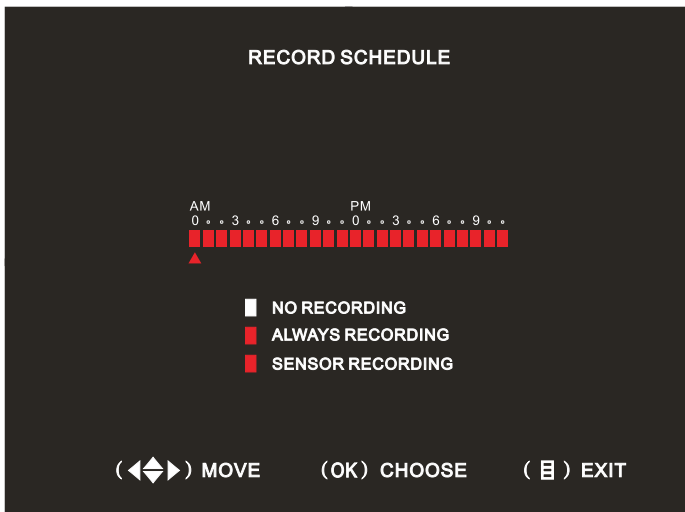 RECORD SCHEDULE
AM PM
0 3 6 9 0 3 6 9
NO RECORDING
ALWAYS RECORDING
SENSOR RECORDING
( ) MOVE (OK) CHOOSE ( ) EXIT